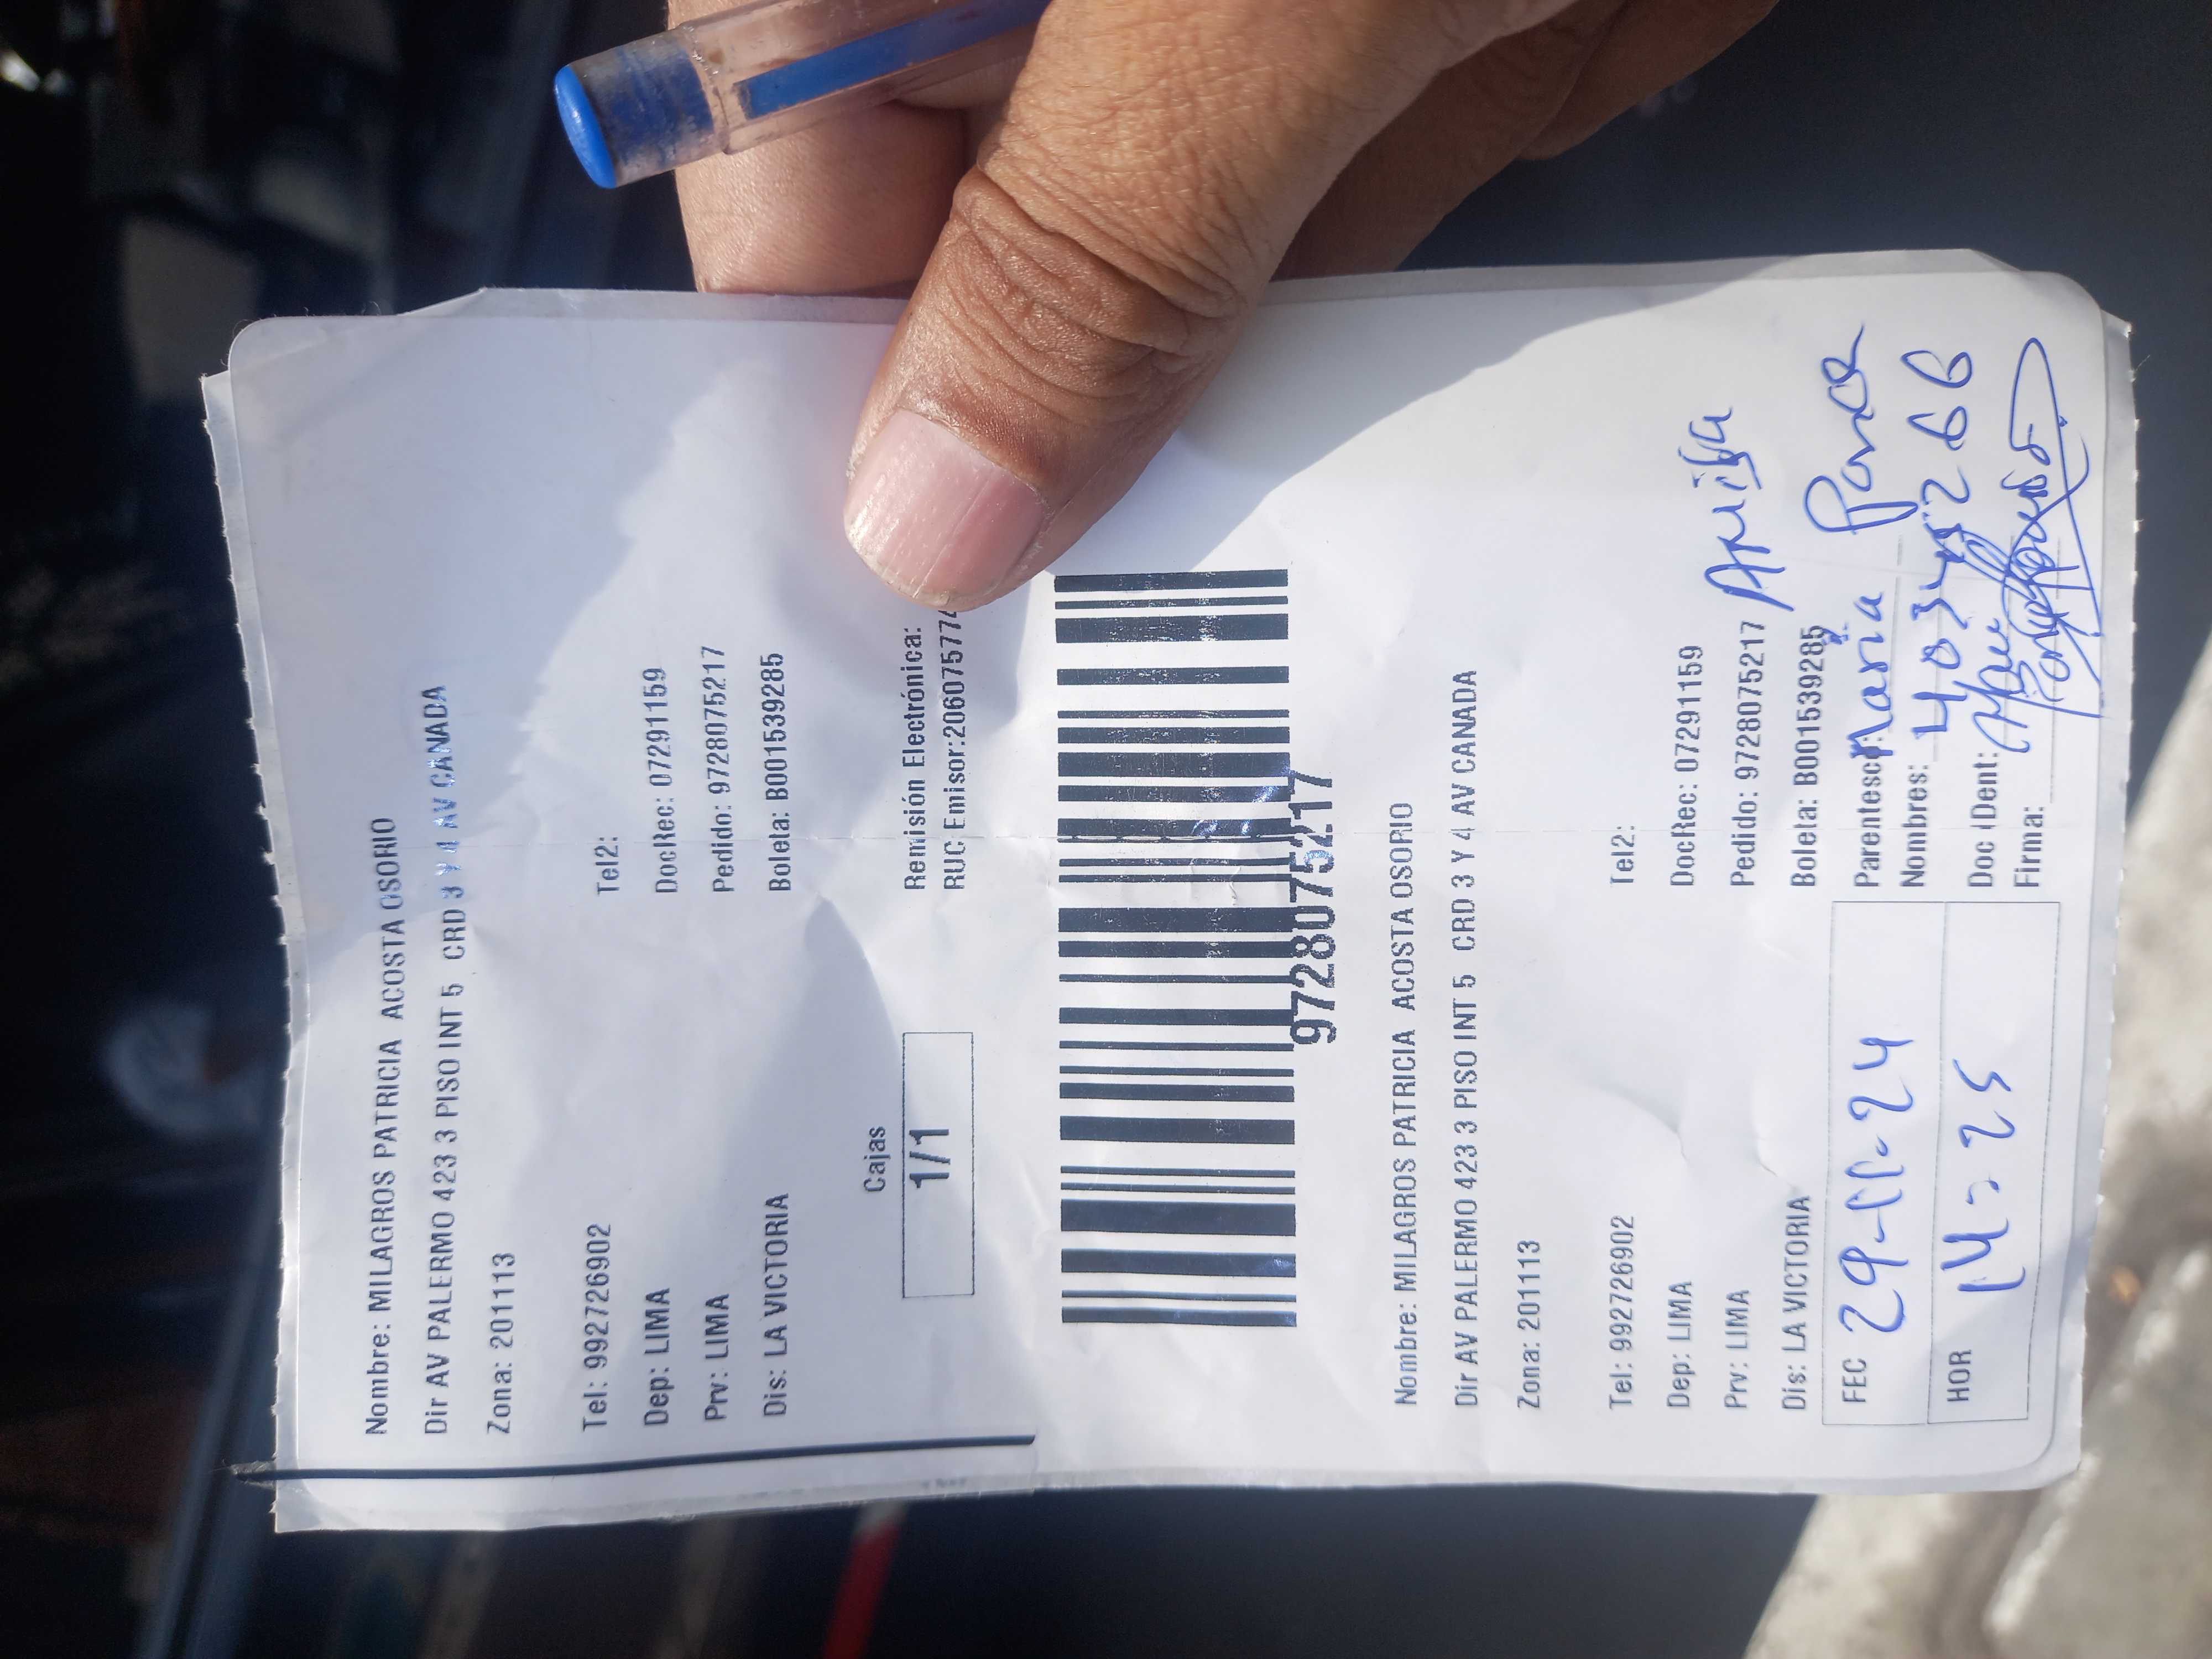 Nombre: MILAGROS PATRICIA ACOSTA OSORIO
Dir AV PALERMO 423 3 PISO INT 5 CRD 3 Y 4 AV CANADA
Zona: 201113
Tel: 992726902 Tel2:
Dep: LIMA DocRec: 07291159
Prv: LIMA Pedido: 9728075217
Dis: LA VICTORIA Boleta: B001539285
Cajas
1/1
Remisión Electrónica:
RUC Emisor:206075774
9728075217
Nombre: MILAGROS PATRICIA ACOSTA OSORIO
Dir AV PALERMO 423 3 PISO INT 5 CRD 3 Y 4 AV CANADA
Zona: 201113
Tel: 992726902 Tel2:
Dep: LIMA DocRec: 07291159
Prv: LIMA Pedido: 9728075217
Dis: LA VICTORIA Boleta: B001539285
FEC 29-11-24
HOR 14:25
Parentesco:
Nombres: Maria
Doc Ident:
Firma: